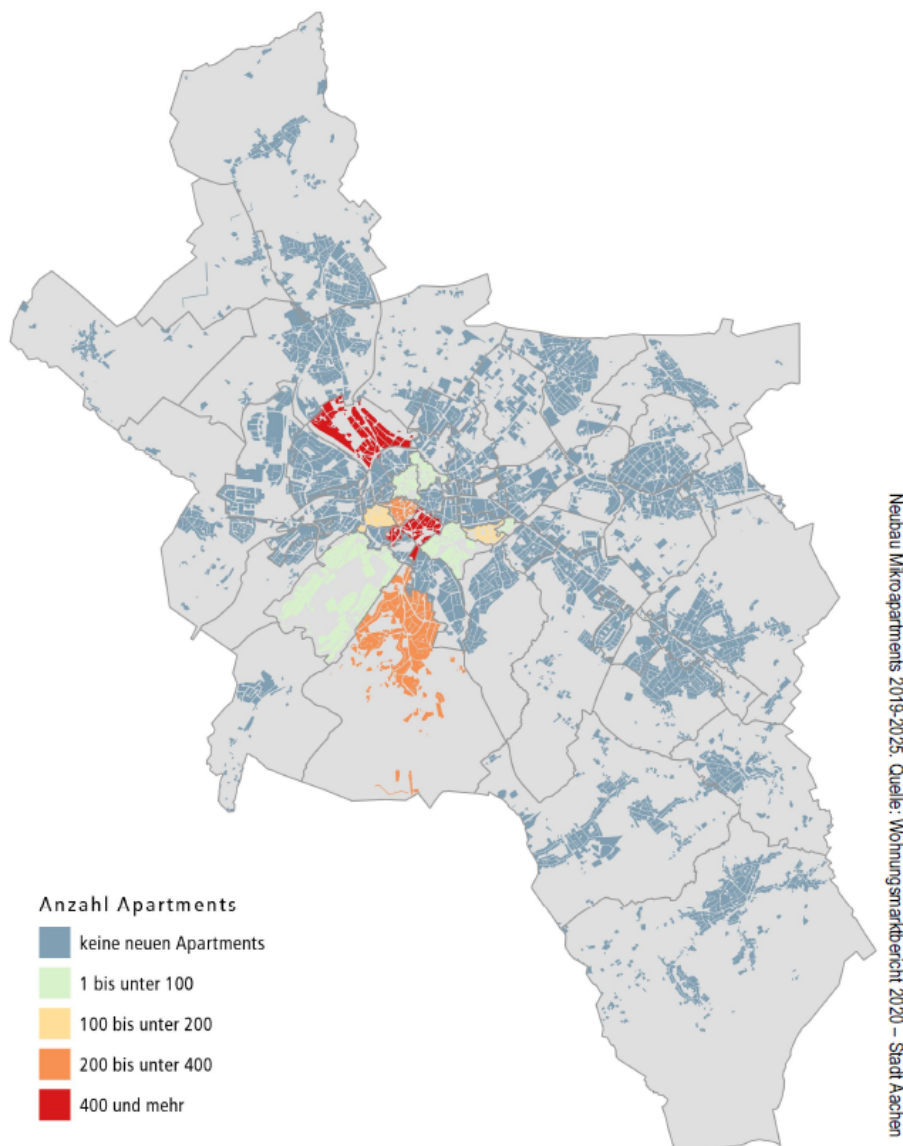 Anzahl Apartments
keine neuen Apartments
1 bis unter 100
100 bis unter 200
200 bis unter 400
400 und mehr
Neubau Mikroapartments 2019-2025. Quelle: Wohnungsmarktbericht 2020 – Stadt Aachen